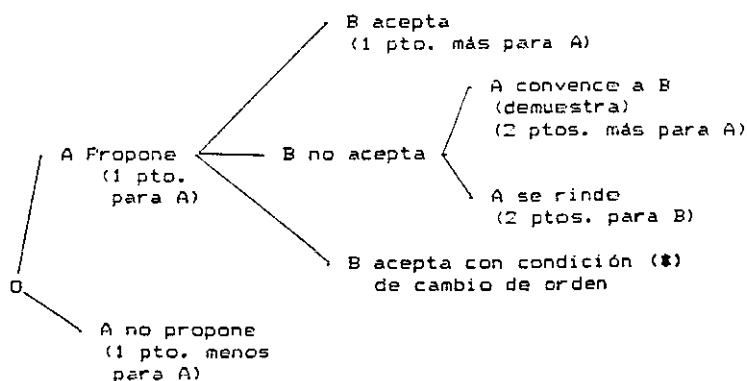 B acepta
(1 pto. más para A)
A convence a B
(demuestra)
(2 ptos. más para A)
A Propone
(1 pto.
para A)
B no acepta
A se rinde
(2 ptos. para B)
B acepta con condición ($)
de cambio de orden
O
A no propone
(1 pto. menos
para A)